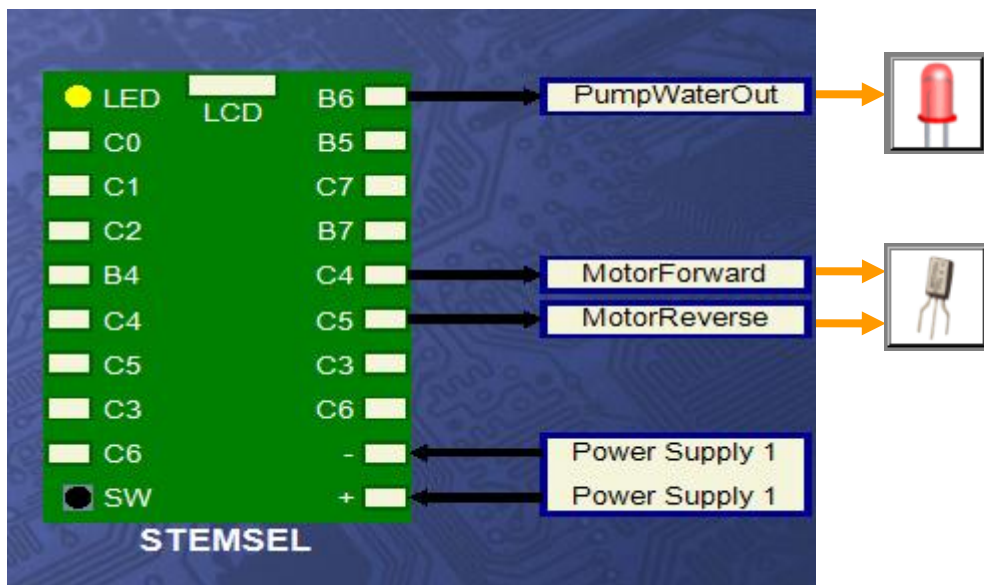 LED
LCD
B6
PumpWaterOut
C0
B5
C1
C7
C2
B7
B4
C4
MotorForward
C4
C5
MotorReverse
C5
C3
C3
C6
C6
-
Power Supply 1
SW
+
Power Supply 1
STEMSEL